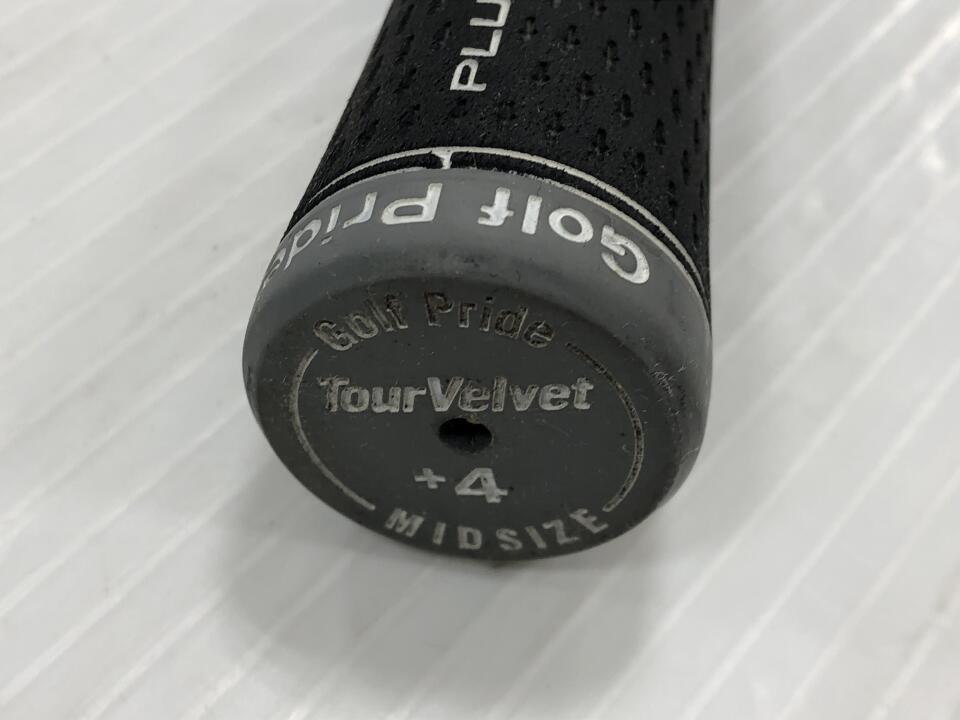 PLU
Golf Pride
Golf Pride
TourVelvet
+4
MIDSIZE